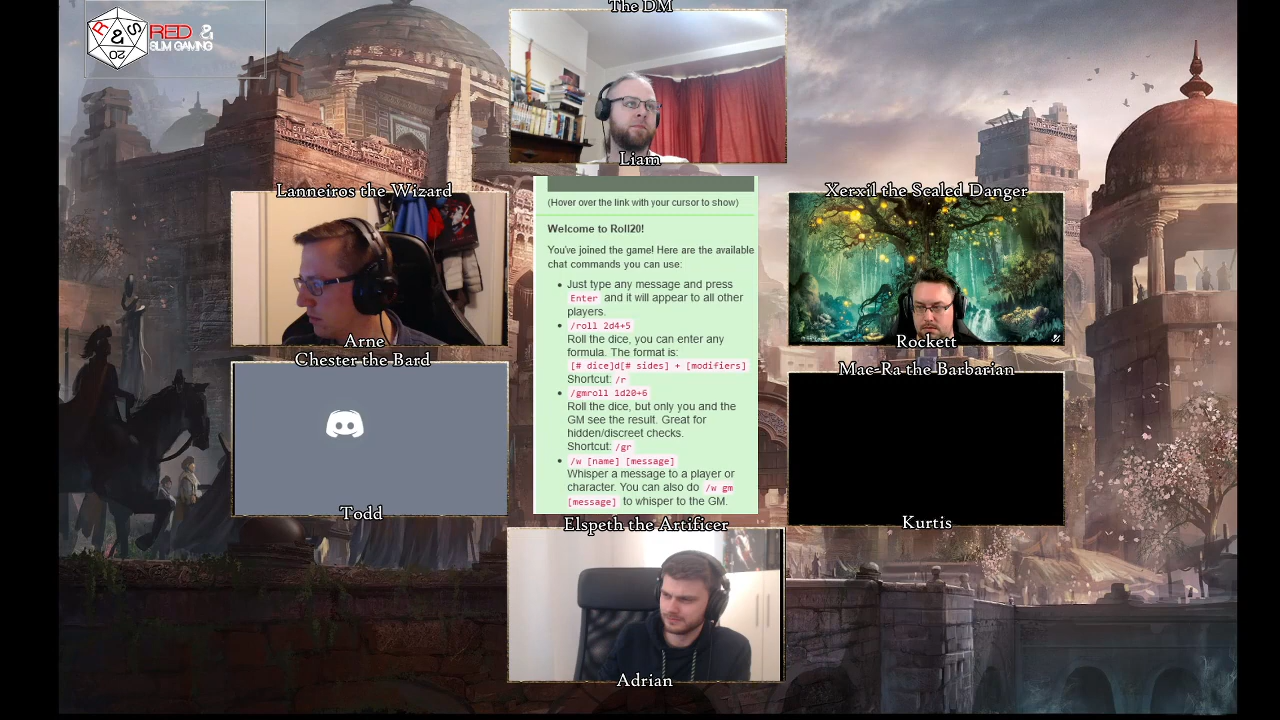 The DM
R & S
20
RED &
SLIM GAMING
Liam
Lanneiros the Wizard
Arne
Xerxil the Scaled Danger
Rockett
(Hover over the link with your cursor to show)
Welcome to Roll20!
You've joined the game! Here are the available
chat commands you can use:
• Just type any message and press
Enter and it will appear to all other
players.
• /roll 2d4+5
Roll the dice, you can enter any
formula. The format is:
[# dice]d[# sides] + [modifiers]
Shortcut: /r
• /gmroll 1d20+6
Roll the dice, but only you and the
GM see the result. Great for
hidden/discreet checks.
Shortcut: /gr
• /w [name] [message]
Whisper a message to a player or
character. You can also do /w gm
[message] to whisper to the GM.
Chester the Bard
Todd
Mac-Ra the Barbarian
Kurtis
Elspeth the Artificer
Adrian